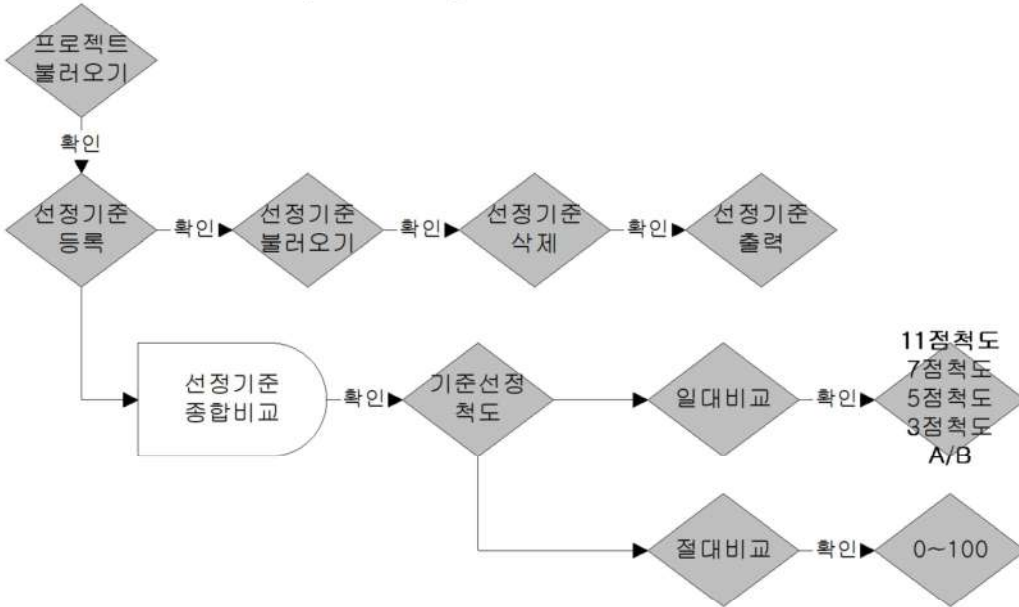 프로젝트
불러오기
확인
선정기준
등록
확인
선정기준
불러오기
확인
선정기준
삭제
확인
선정기준
출력
선정기준
종합비교
확인
기준선정
척도
일대비교
확인
11점척도
7점척도
5점척도
3점척도
A/B
절대비교
확인
0~100